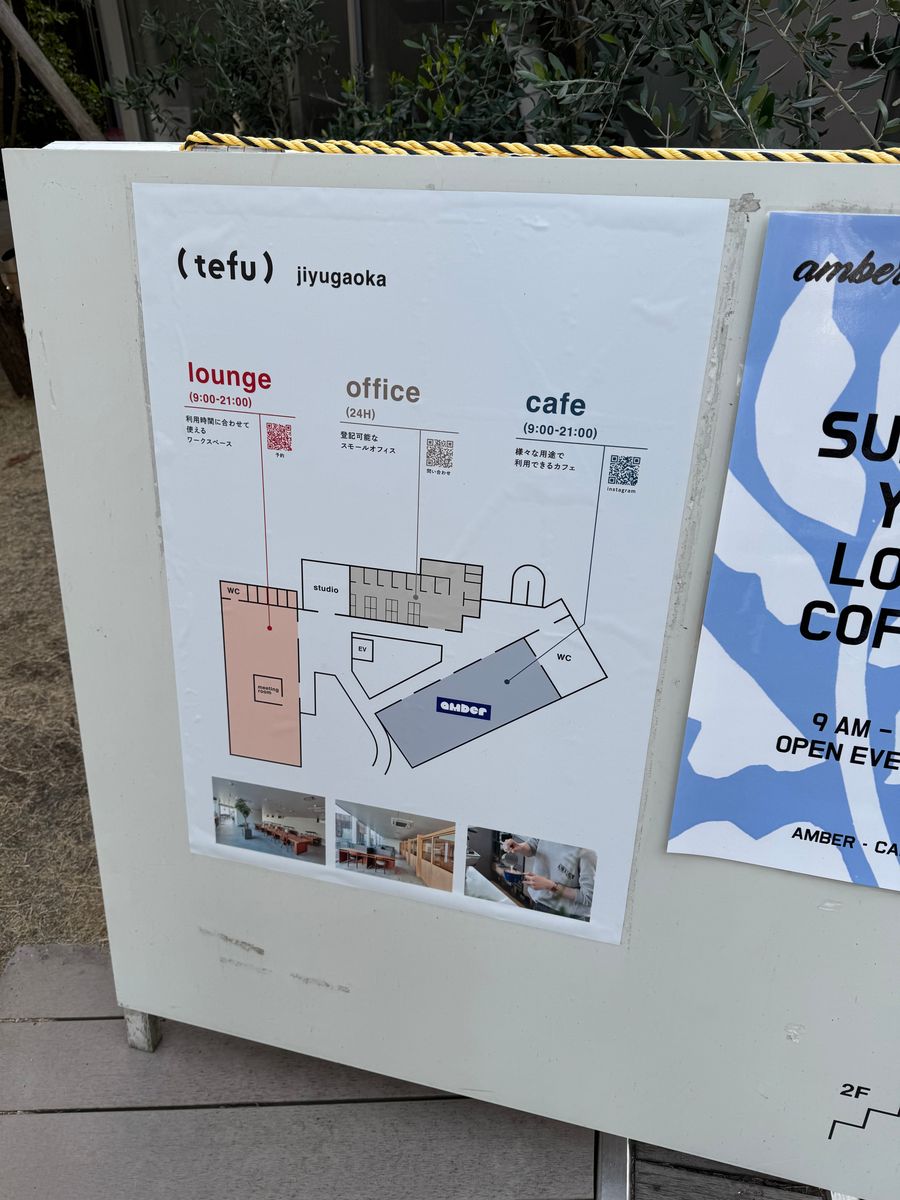 (tefu) jiyugaoka
lounge
(9:00-21:00)
利用時間に合わせて
使える
ワークスペース
予約
office
(24H)
登記可能な
スモールオフィス
問い合わせ
cafe
(9:00-21:00)
様々な用途で
利用できるカフェ
instagram
WC
studio
EV
WC
meeting
room
amber
amber
SU
Y
LO
COF
9 AM –
OPEN EVE
AMBER - CA
2F